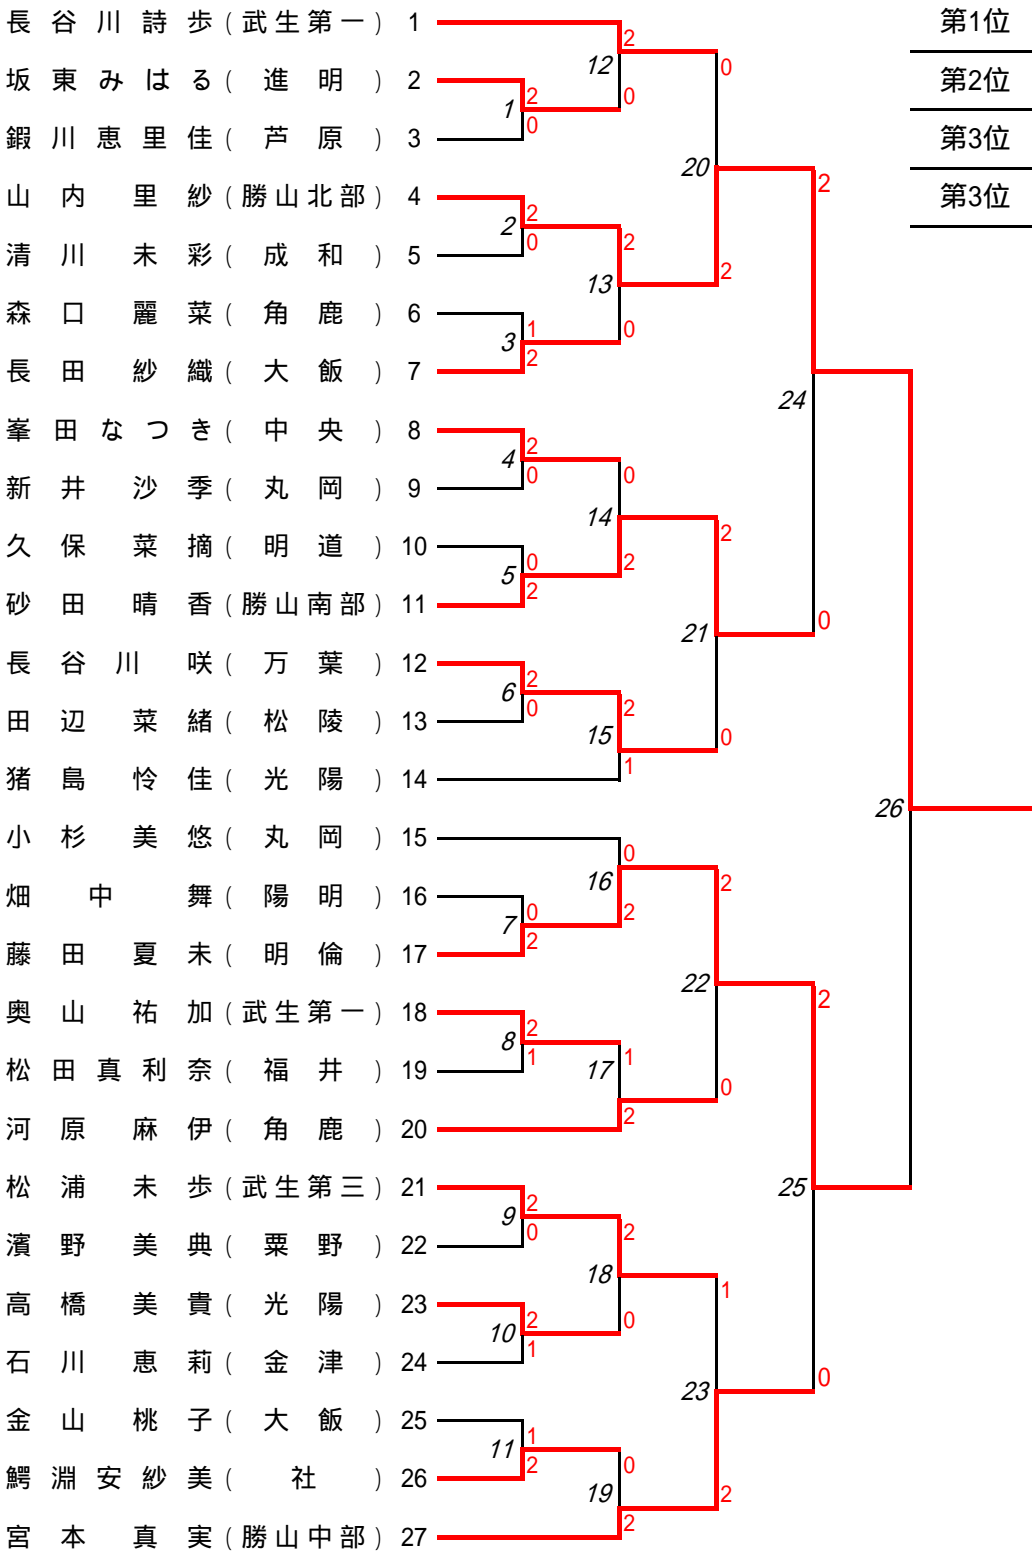 長谷川詩歩(武生第一) 1
坂東みはる(進明) 2
鍜川恵里佳(芦原) 3
山内里紗(勝山北部) 4
清川未彩(成和) 5
森口麗菜(角鹿) 6
長田紗織(大飯) 7
峯田なつき(中央) 8
新井沙季(丸岡) 9
久保菜摘(明道) 10
砂田晴香(勝山南部) 11
長谷川咲(万葉) 12
田辺菜緒(松陵) 13
猪島怜佳(光陽) 14
小杉美悠(丸岡) 15
畑中舞(陽明) 16
藤田夏未(明倫) 17
奥山祐加(武生第一) 18
松田真利奈(福井) 19
河原麻伊(角鹿) 20
松浦未歩(武生第三) 21
濱野美典(粟野) 22
高橋美貴(光陽) 23
石川恵莉(金津) 24
金山桃子(大飯) 25
鰐淵安紗美(社) 26
宮本真実(勝山中部) 27
1 2 0
2 2 0
3 1 2
4 2 0
5 0 2
6 2 0
7 0 2
8 2 1
9 2 0
10 2 1
11 1 2
12 2 0
13 2 0
14 0 2
15 2 1
16 0 2
17 1 2
18 2 0
19 0 2
20 0 2
21 2 0
22 2 0
23 1 2
24 2 0
25 2 0
26
第1位
第2位
第3位
第3位